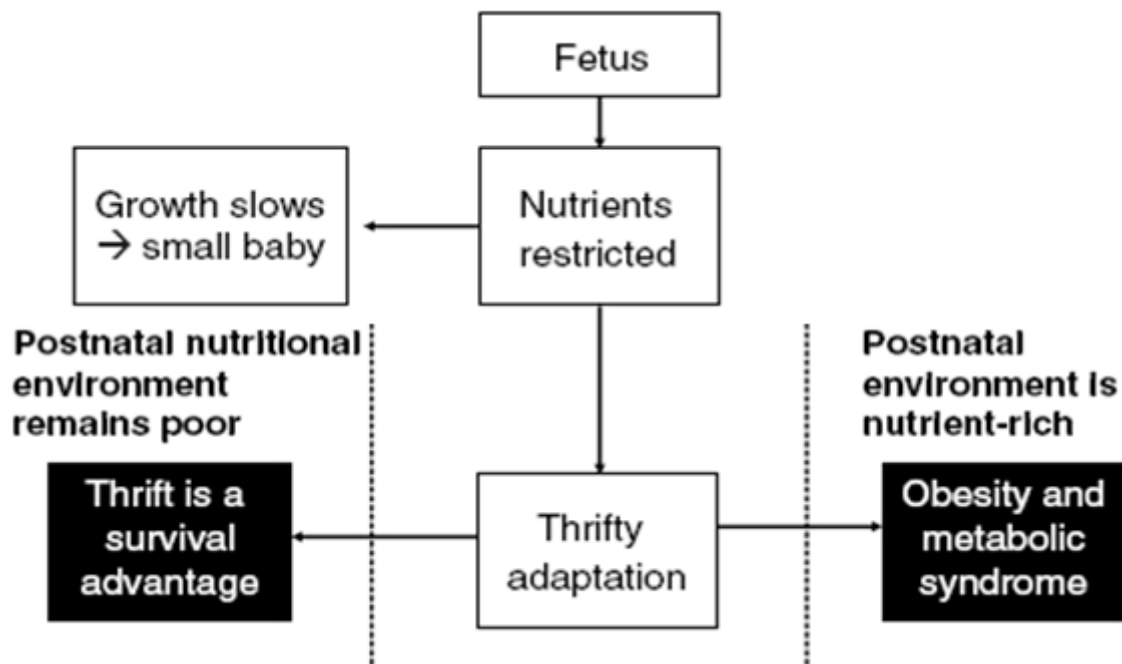 Fetus
Growth slows
→ small baby
Nutrients
restricted
Postnatal nutritional
environment
remains poor
Postnatal
environment is
nutrient-rich
Thrift is a
survival
advantage
Thrifty
adaptation
Obesity and
metabolic
syndrome